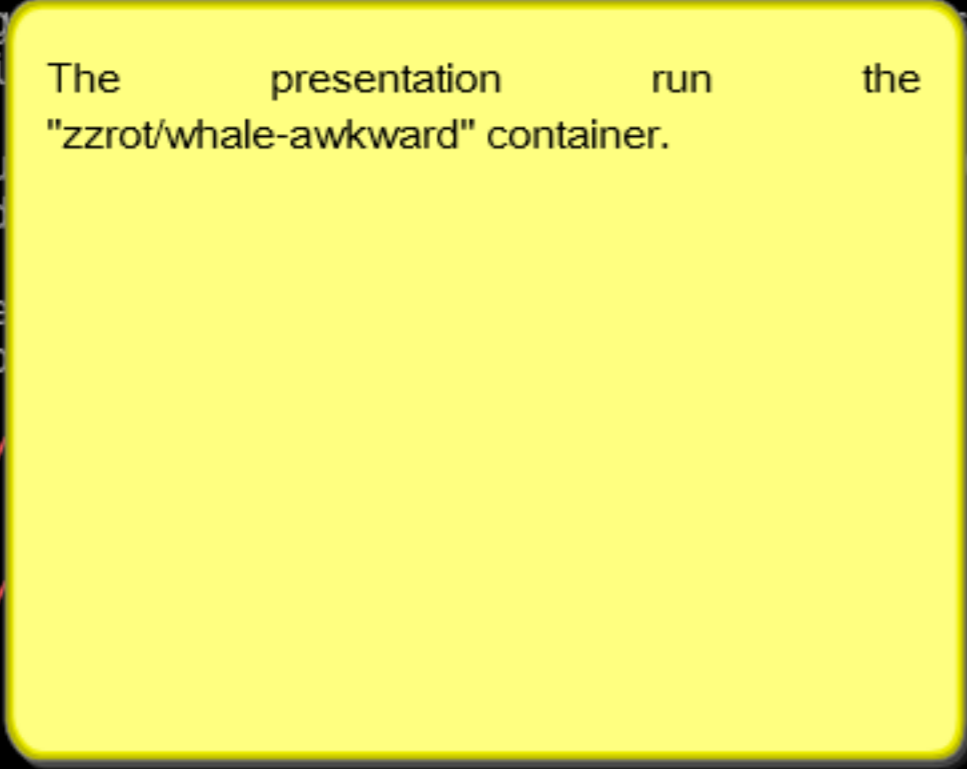 The presentation run the
"zzrot/whale-awkward" container.